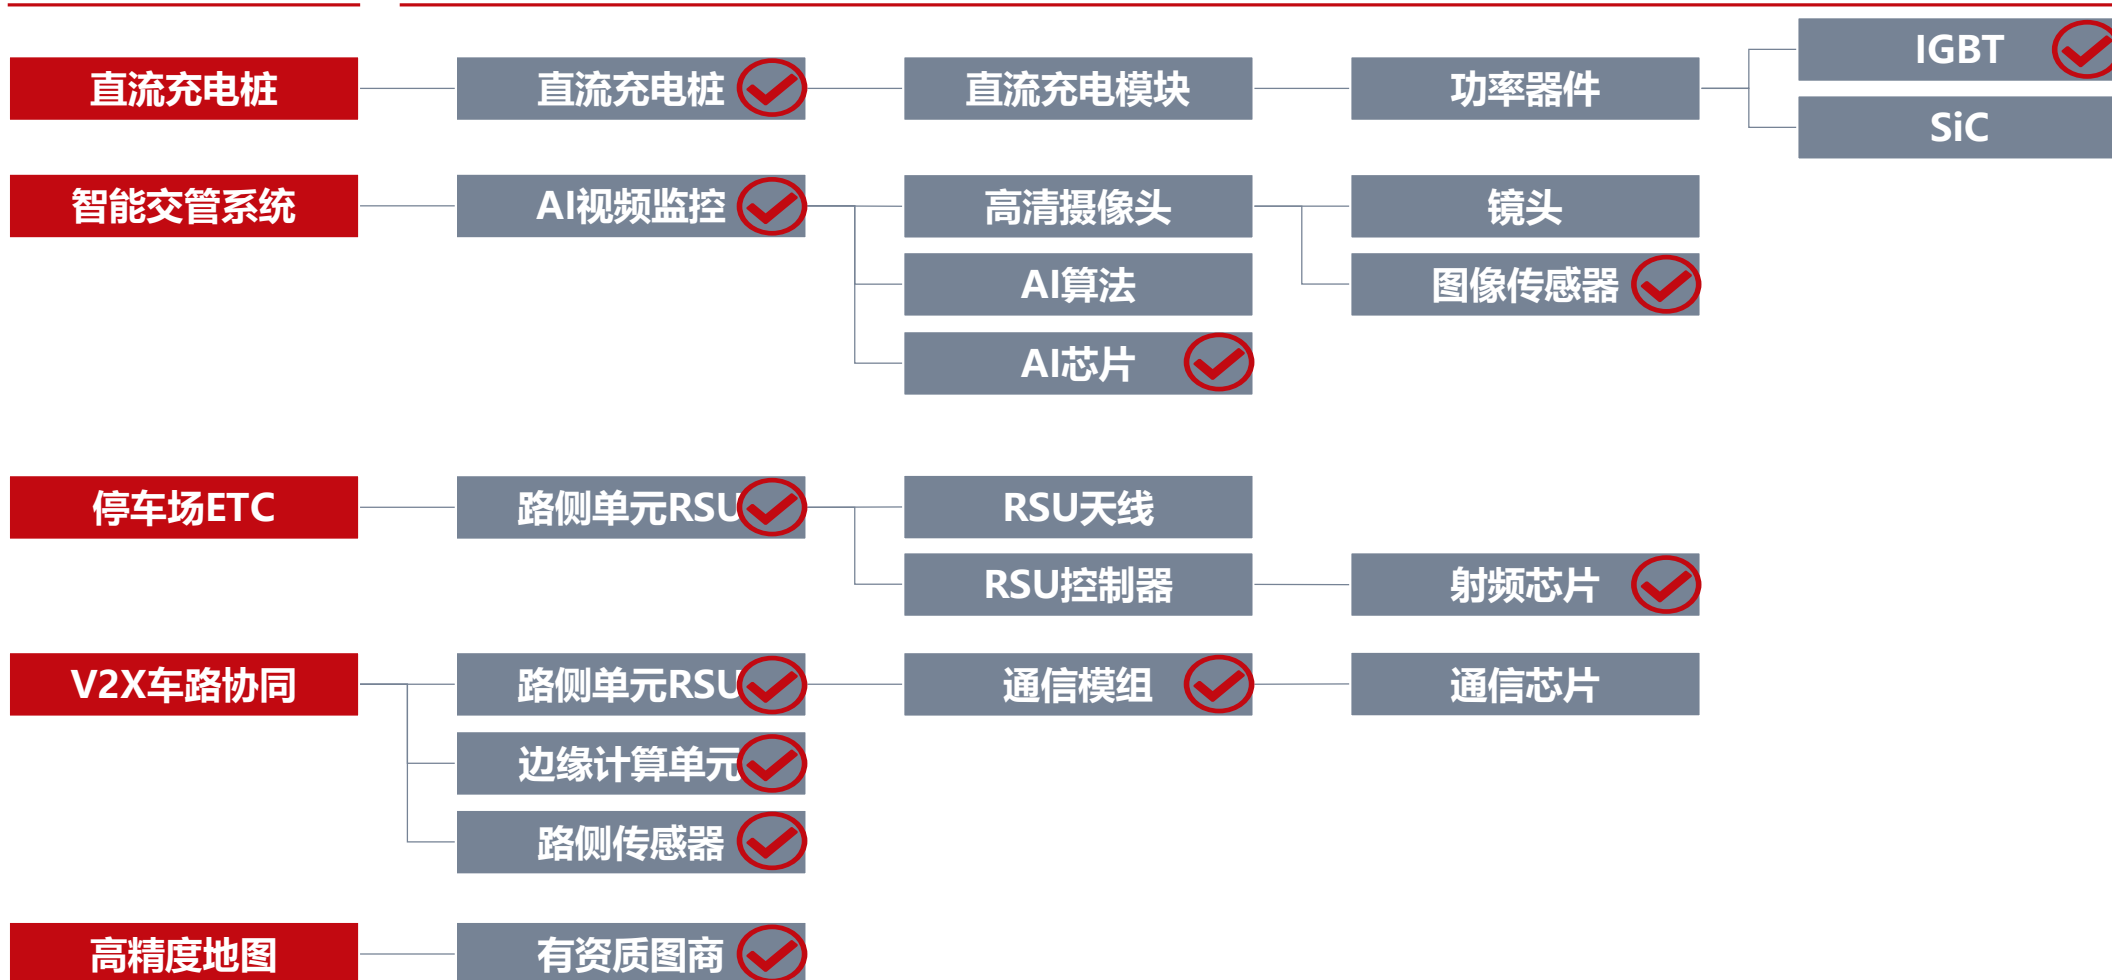 直流充电桩
直流充电桩
直流充电模块
功率器件
IGBT
SiC
智能交管系统
AI视频监控
高清摄像头
镜头
图像传感器
AI算法
AI芯片
停车场ETC
路侧单元RSU
RSU天线
RSU控制器
射频芯片
V2X车路协同
路侧单元RSU
通信模组
通信芯片
边缘计算单元
路侧传感器
高精度地图
有资质图商